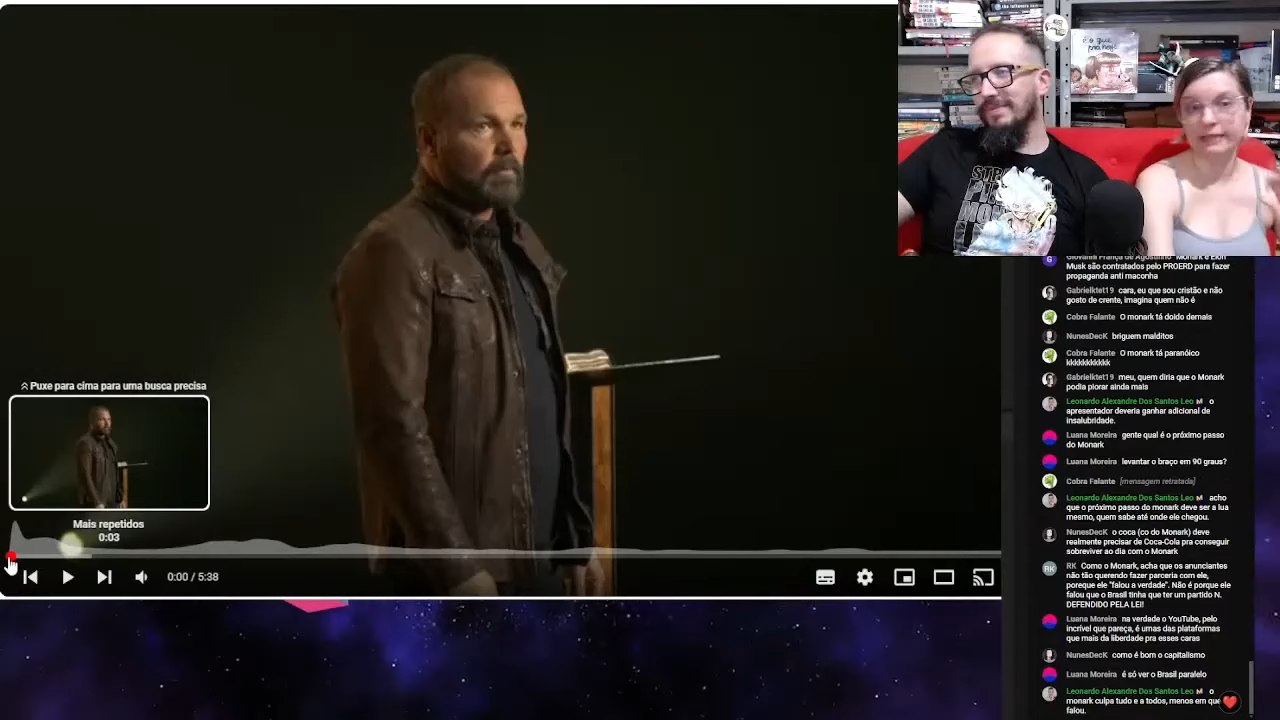 Puxe para cima para uma busca precisa
Mais repetidos
0:03
0:00 / 5:38
é o que
pra hoje
Giovanni França de Agostinho Monark e Elon
Musk são contratados pelo PROERD para fazer
propaganda anti maconha
Gabrielktet19 cara, eu que sou cristão e não
gosto de crente, imagina quem não é
Cobra Falante O monark tá doido demais
NunesDecK briguem malditos
Cobra Falante O monark tá paranóico
kkkkkkkkkkk
Gabrielktet19 meu, quem diria que o Monark
podia piorar ainda mais
Leonardo Alexandre Dos Santos Leo o
apresentador deveria ganhar adicional de
insalubridade.
Luana Moreira gente qual é o próximo passo
do Monark
Luana Moreira levantar o braço em 90 graus?
Cobra Falante [mensagem retratada]
Leonardo Alexandre Dos Santos Leo acho
que o próximo passo do monark deve ser a lua
mesmo, quem sabe até onde ele chegou.
NunesDecK o coca (co do Monark) deve
realmente precisar de Coca-Cola pra conseguir
sobreviver ao dia com o Monark
RK
RK Como o Monark, acha que os anunciantes
não tão querendo fazer parceria com ele,
poreque ele "falou a verdade". Não é porque ele
falou que o Brasil tinha que ter um partido N.
DEFENDIDO PELA LEI!
Luana Moreira na verdade o YouTube, pelo
incrível que pareça, é umas das plataformas
que mais da liberdade pra esses caras
NunesDecK como é bom o capitalismo
Luana Moreira é só ver o Brasil paralelo
Leonardo Alexandre Dos Santos Leo o
monark culpa tudo e a todos, menos em que
falou.